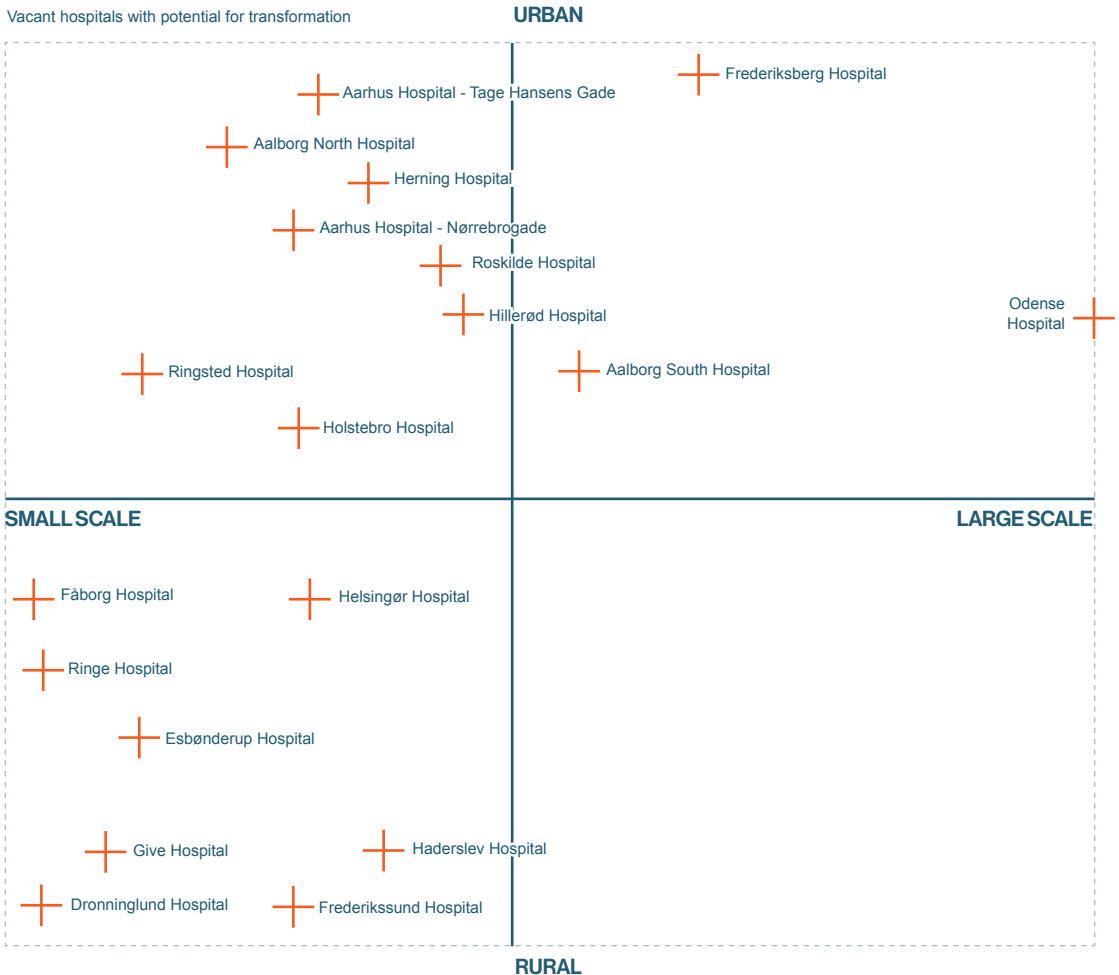 Vacant hospitals with potential for transformation
URBAN
Frederiksberg Hospital
Aarhus Hospital - Tage Hansens Gade
Aalborg North Hospital
Herning Hospital
Aarhus Hospital - Nørrebrogade
Roskilde Hospital
Odense
Hospital
Hillerød Hospital
Ringsted Hospital
Aalborg South Hospital
Holstebro Hospital
SMALL SCALE
LARGE SCALE
Fåborg Hospital
Helsingør Hospital
Ringe Hospital
Esbønderup Hospital
Give Hospital
Haderslev Hospital
Dronninglund Hospital
Frederikssund Hospital
RURAL